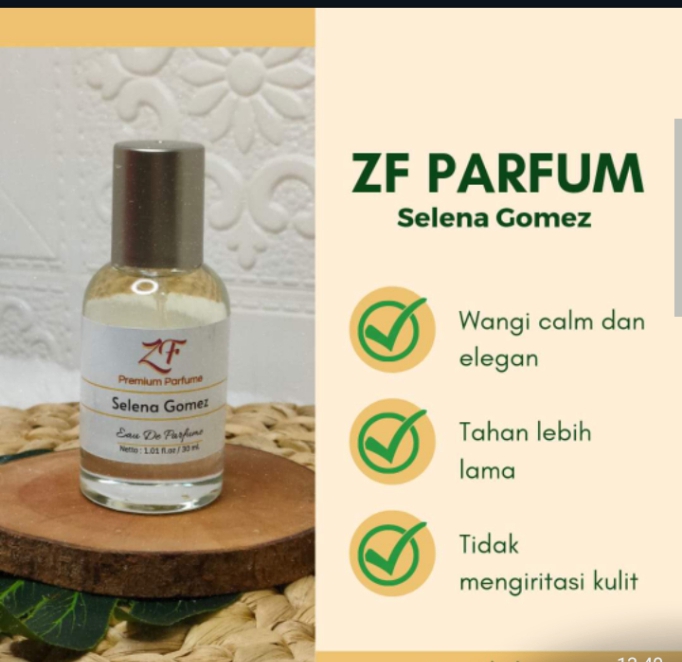 ZF PARFUM
Selena Gomez
Wangi calm dan
elegan
Tahan lebih
lama
Tidak
mengiritasi kulit
ZF
Premium Parfume
Selena Gomez
Eau De Parfume
Netto : 1.01 fl.oz / 30 mL